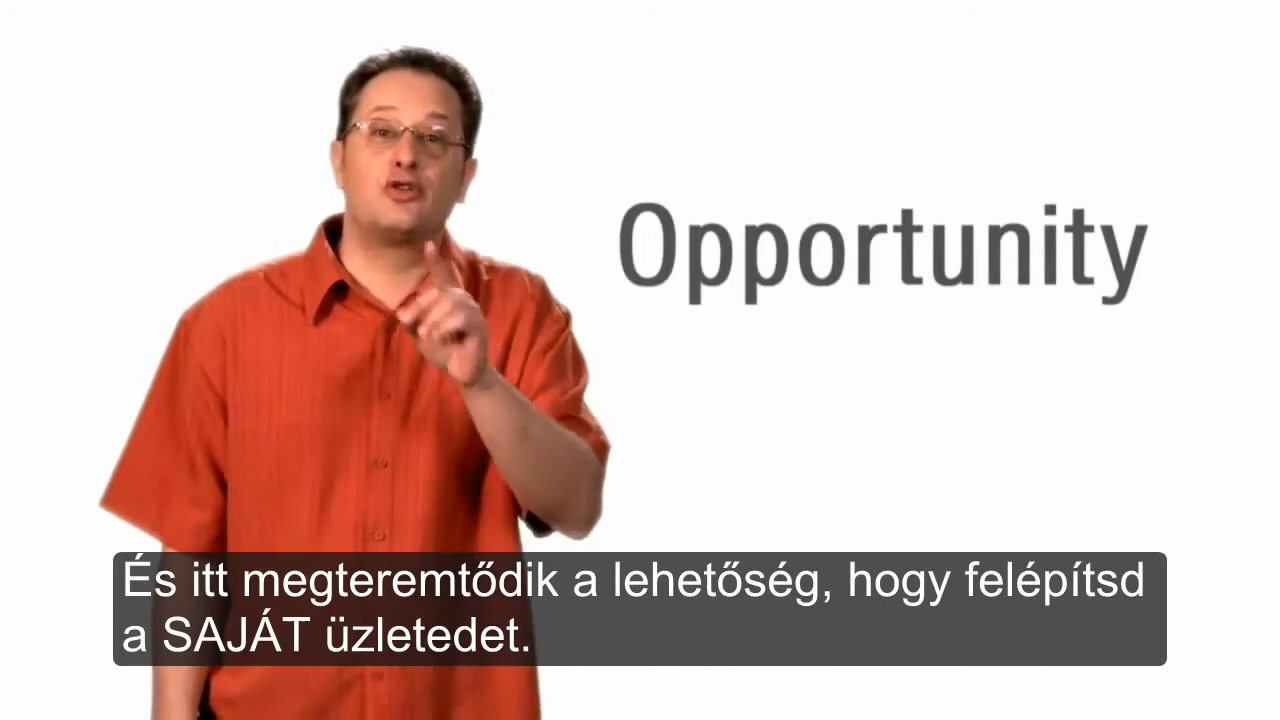 Opportunity
És itt megteremtődik a lehetőség, hogy felépítsd
a SAJÁT üzletedet.